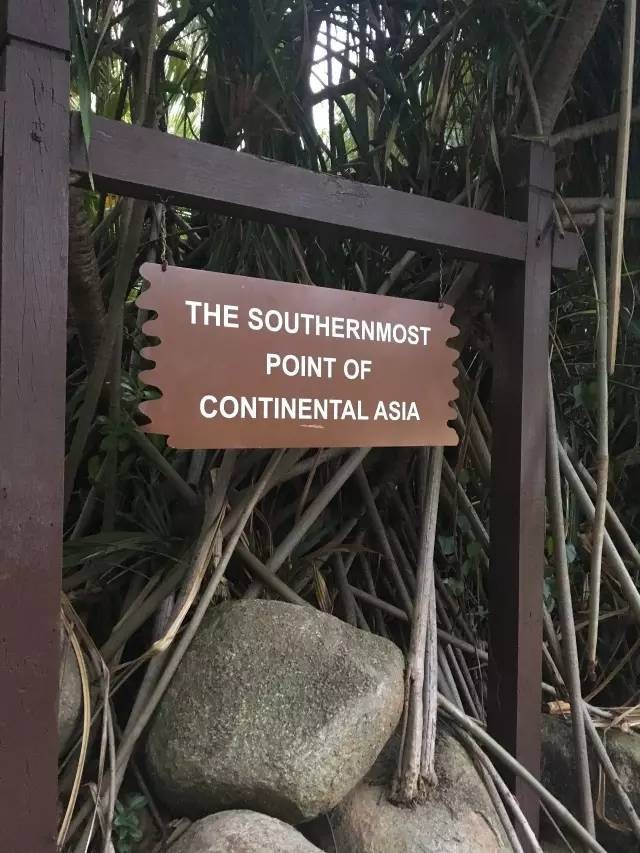 THE SOUTHERNMOST
POINT OF
CONTINENTAL ASIA